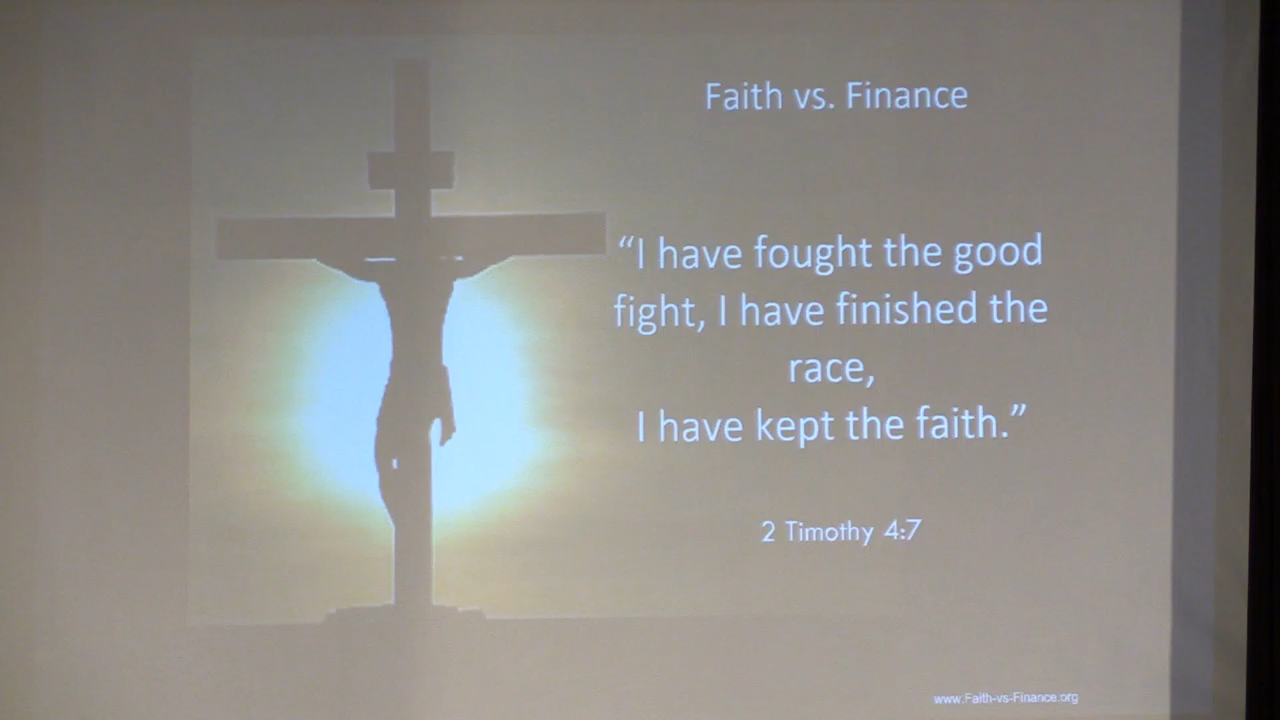 Faith vs. Finance
“I have fought the good
fight, I have finished the
race,
I have kept the faith.”
2 Timothy 4:7
www.Faith-vs-Finance.org